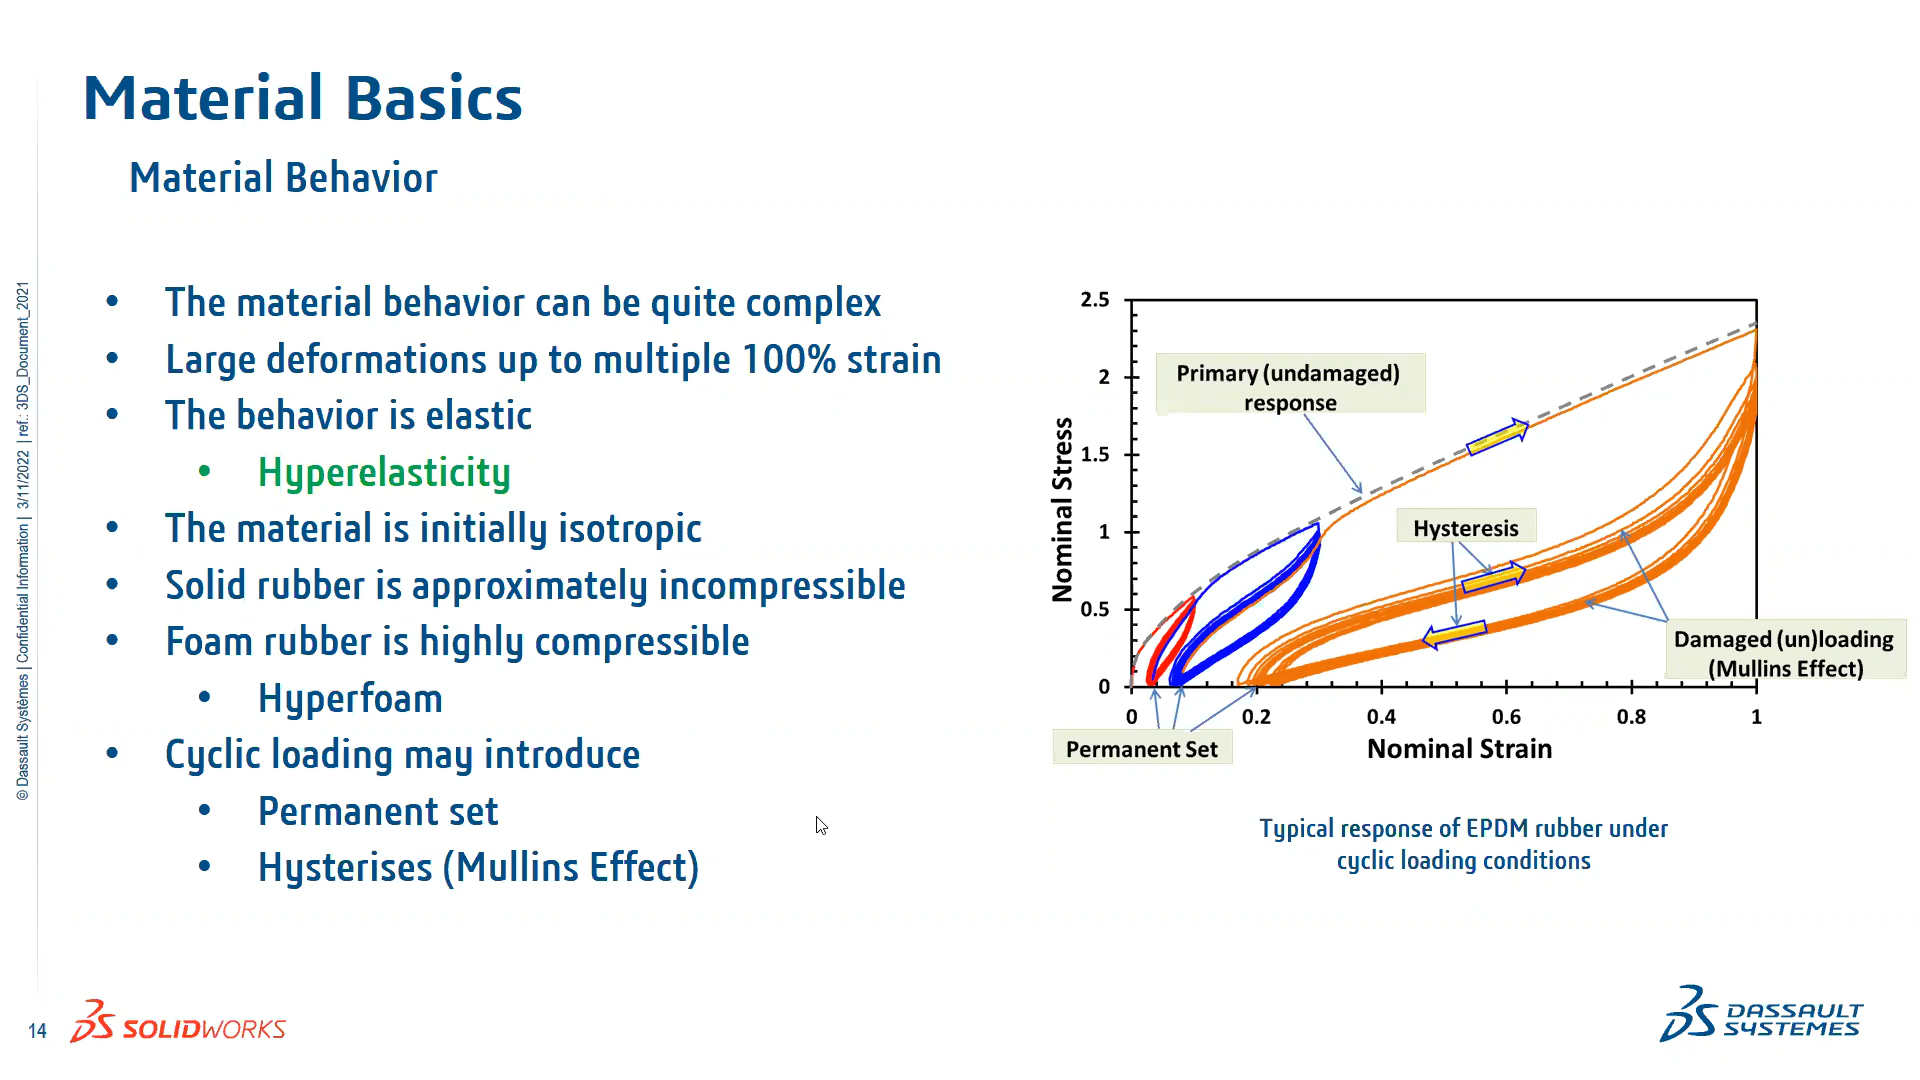 Material Basics
Material Behavior
• The material behavior can be quite complex
• Large deformations up to multiple 100% strain
• The behavior is elastic
• Hyperelasticity
• The material is initially isotropic
• Solid rubber is approximately incompressible
• Foam rubber is highly compressible
• Hyperfoam
• Cyclic loading may introduce
• Permanent set
• Hysterises (Mullins Effect)
2.5
2
1.5
1
0.5
0
Nominal Stress
Primary (undamaged)
response
Hysteresis
Damaged (un)loading
(Mullins Effect)
0 0.2 0.4 0.6 0.8 1
Permanent Set
Nominal Strain
Typical response of EPDM rubber under
cyclic loading conditions
© Dassault Systèmes | Confidential Information | 3/11/2022 | ref.: 3DS_Document_2021
14
SOLIDWORKS
DASSAULT
SYSTEMES